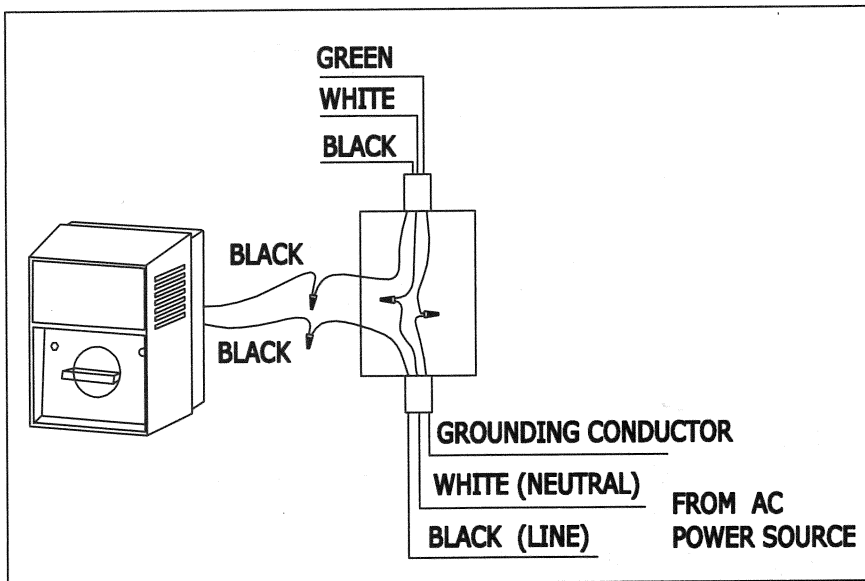 GREEN
WHITE
BLACK
BLACK
BLACK
GROUNDING CONDUCTOR
WHITE (NEUTRAL)
BLACK (LINE)
FROM AC
POWER SOURCE